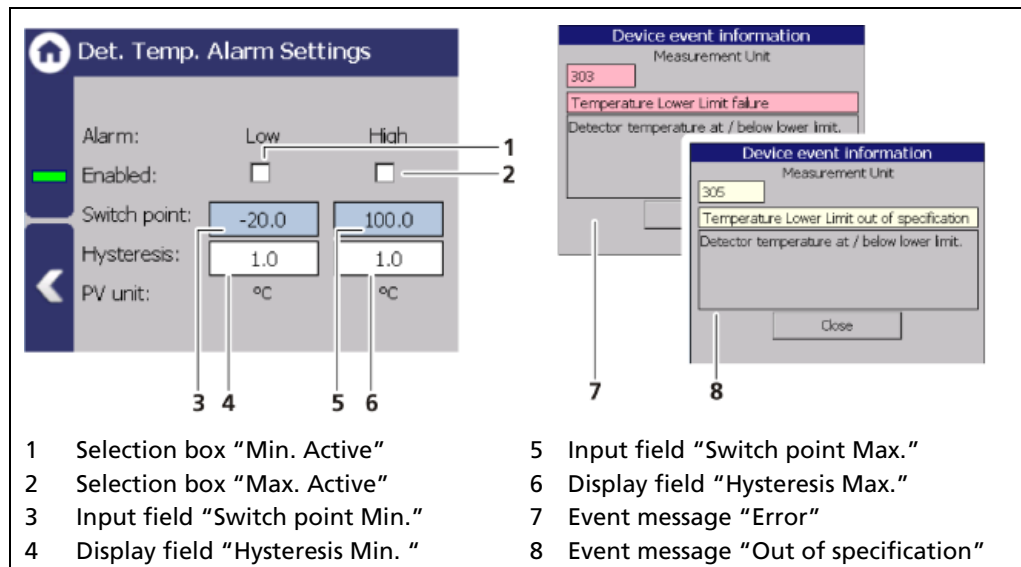 Det. Temp. Alarm Settings
Alarm: Low High
Enabled:
Switch point: -20.0 100.0
Hysteresis: 1.0 1.0
PV unit: ºC ºC
1
2
3 4 5 6
Device event information
Measurement Unit
303
Temperature Lower Limit failure
Detector temperature at / below lower limit.
Device event information
Measurement Unit
305
Temperature Lower Limit out of specification
Detector temperature at / below lower limit.
Close
7 8
1 Selection box “Min. Active”
2 Selection box “Max. Active”
3 Input field “Switch point Min.”
4 Display field “Hysteresis Min. “
5 Input field “Switch point Max.”
6 Display field “Hysteresis Max.”
7 Event message “Error”
8 Event message “Out of specification”